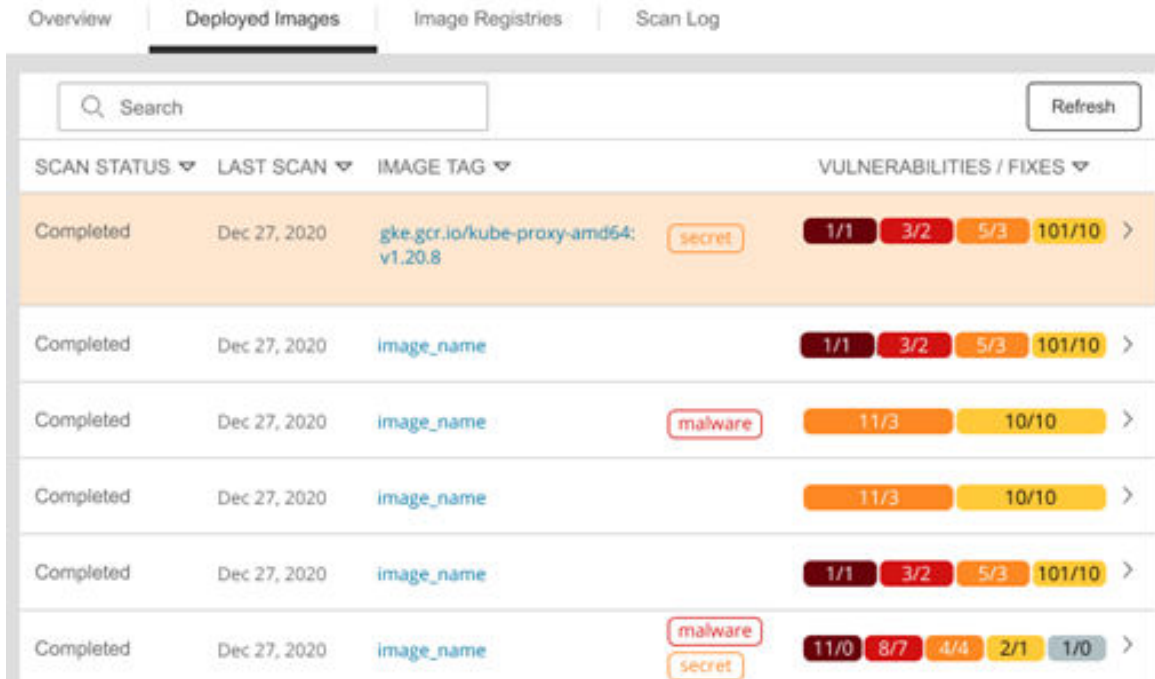 Overview Deployed Images Image Registries Scan Log
Search Refresh
SCAN STATUS LAST SCAN IMAGE TAG VULNERABILITIES / FIXES
Completed Dec 27, 2020 gke.gcr.io/kube-proxy-amd64: secret 1/1 3/2 5/3 101/10
v1.20.8
Completed Dec 27, 2020 image_name 1/1 3/2 5/3 101/10
Completed Dec 27, 2020 image_name malware 11/3 10/10
Completed Dec 27, 2020 image_name 11/3 10/10
Completed Dec 27, 2020 image_name 1/1 3/2 5/3 101/10
malware
Completed Dec 27, 2020 image_name 11/0 8/7 4/4 2/1 1/0
secret